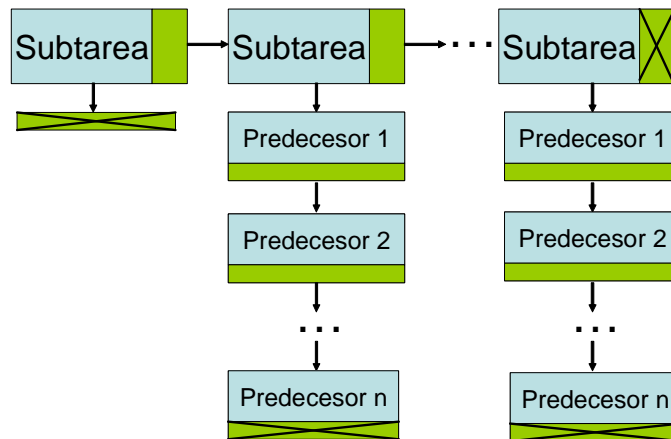 Subtarea
Subtarea
...
Subtarea
Predecesor 1
Predecesor 1
Predecesor 2
Predecesor 2
...
...
Predecesor n
Predecesor n